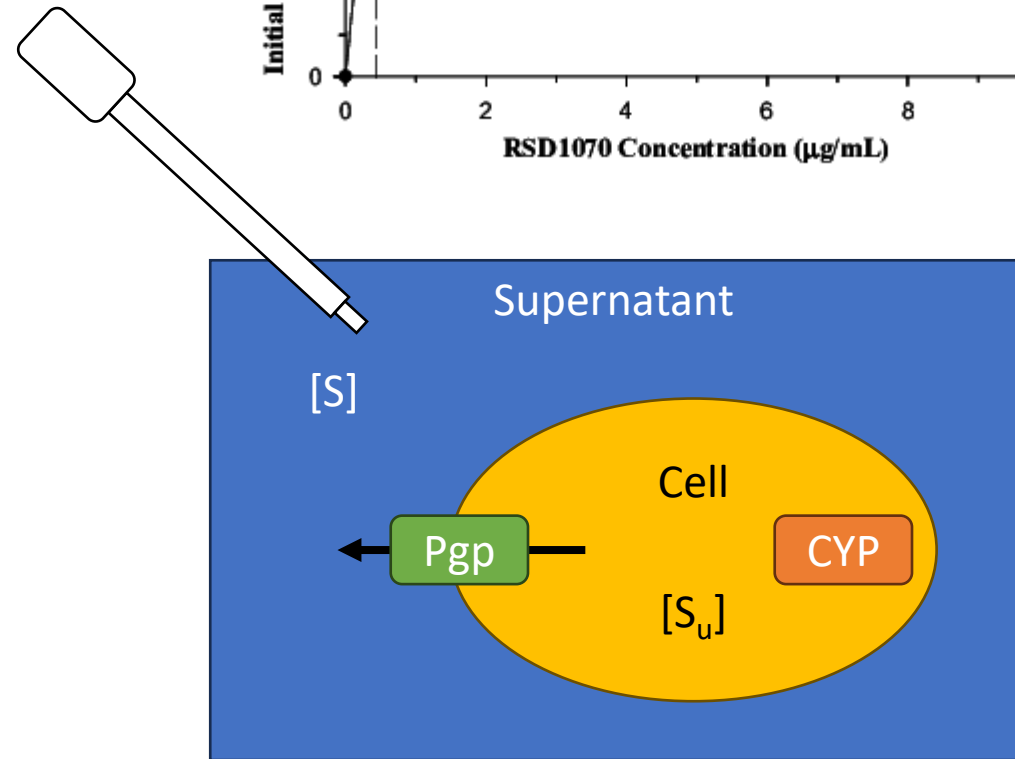 Initial
0
0 2 4 6 8
RSD1070 Concentration (μg/mL)
Supernatant
[S]
Cell
Pgp
CYP
[Su]